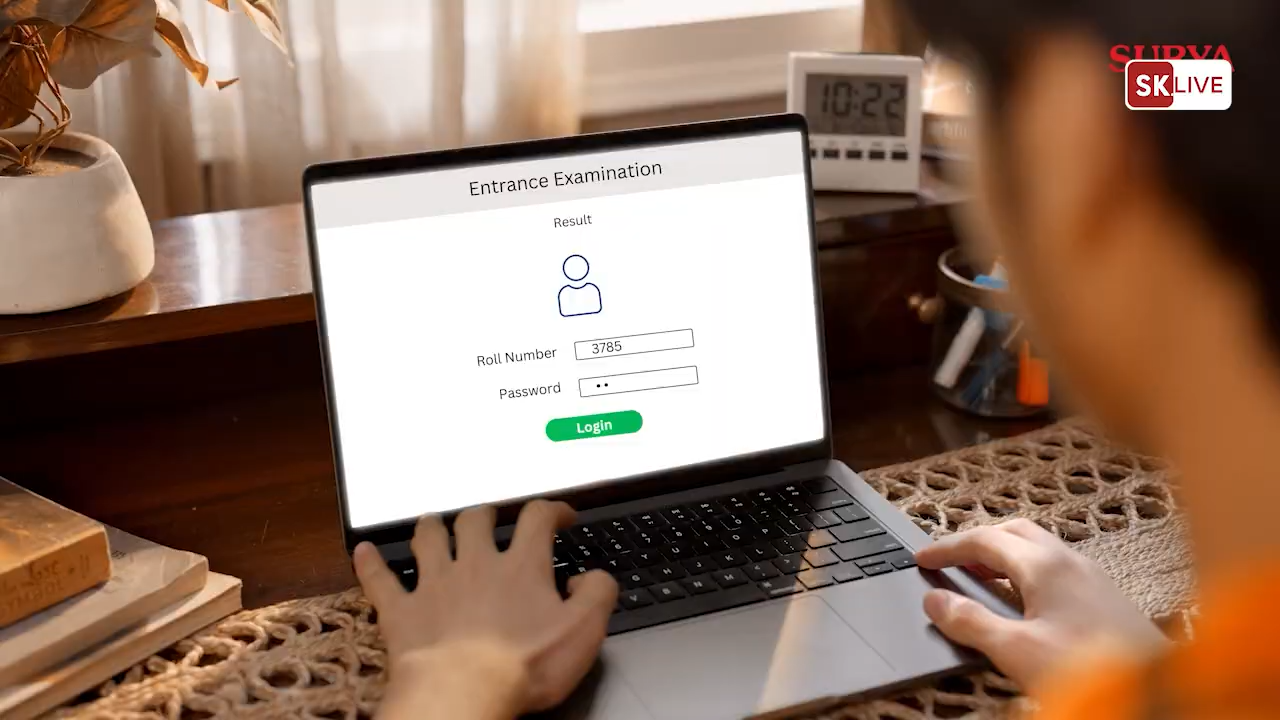 SURYA
SK LIVE
10:22
Entrance Examination
Result
Roll Number 3785
Password ••
Login